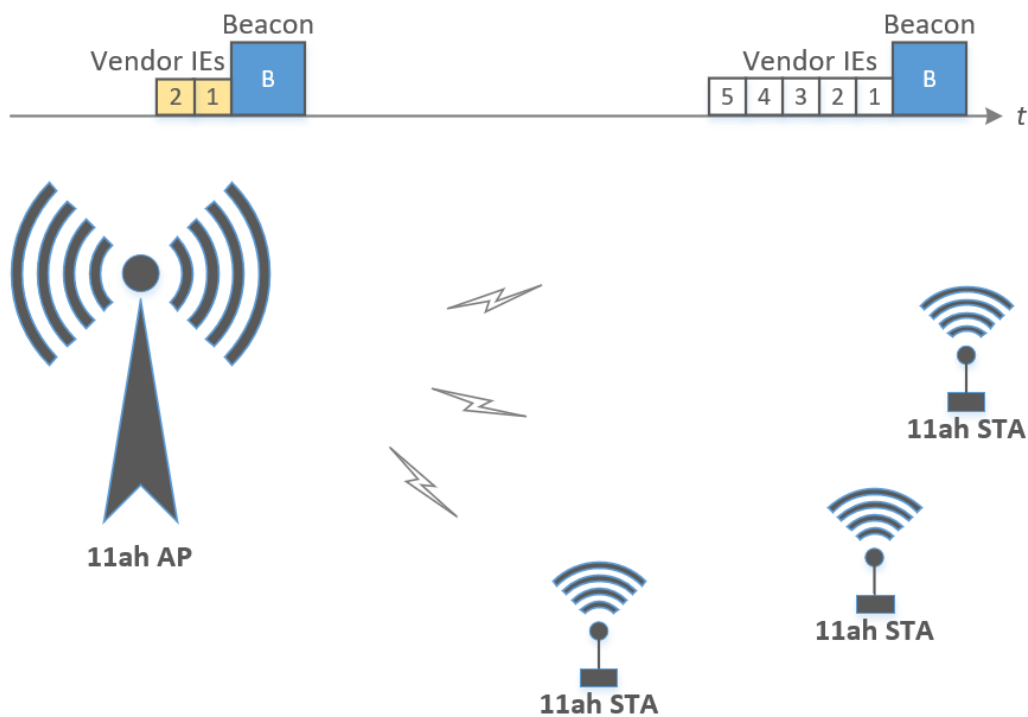 Beacon
Vendor IEs
2 1 B
Beacon
Vendor IEs
5 4 3 2 1 B
t
11ah AP
11ah STA
11ah STA
11ah STA